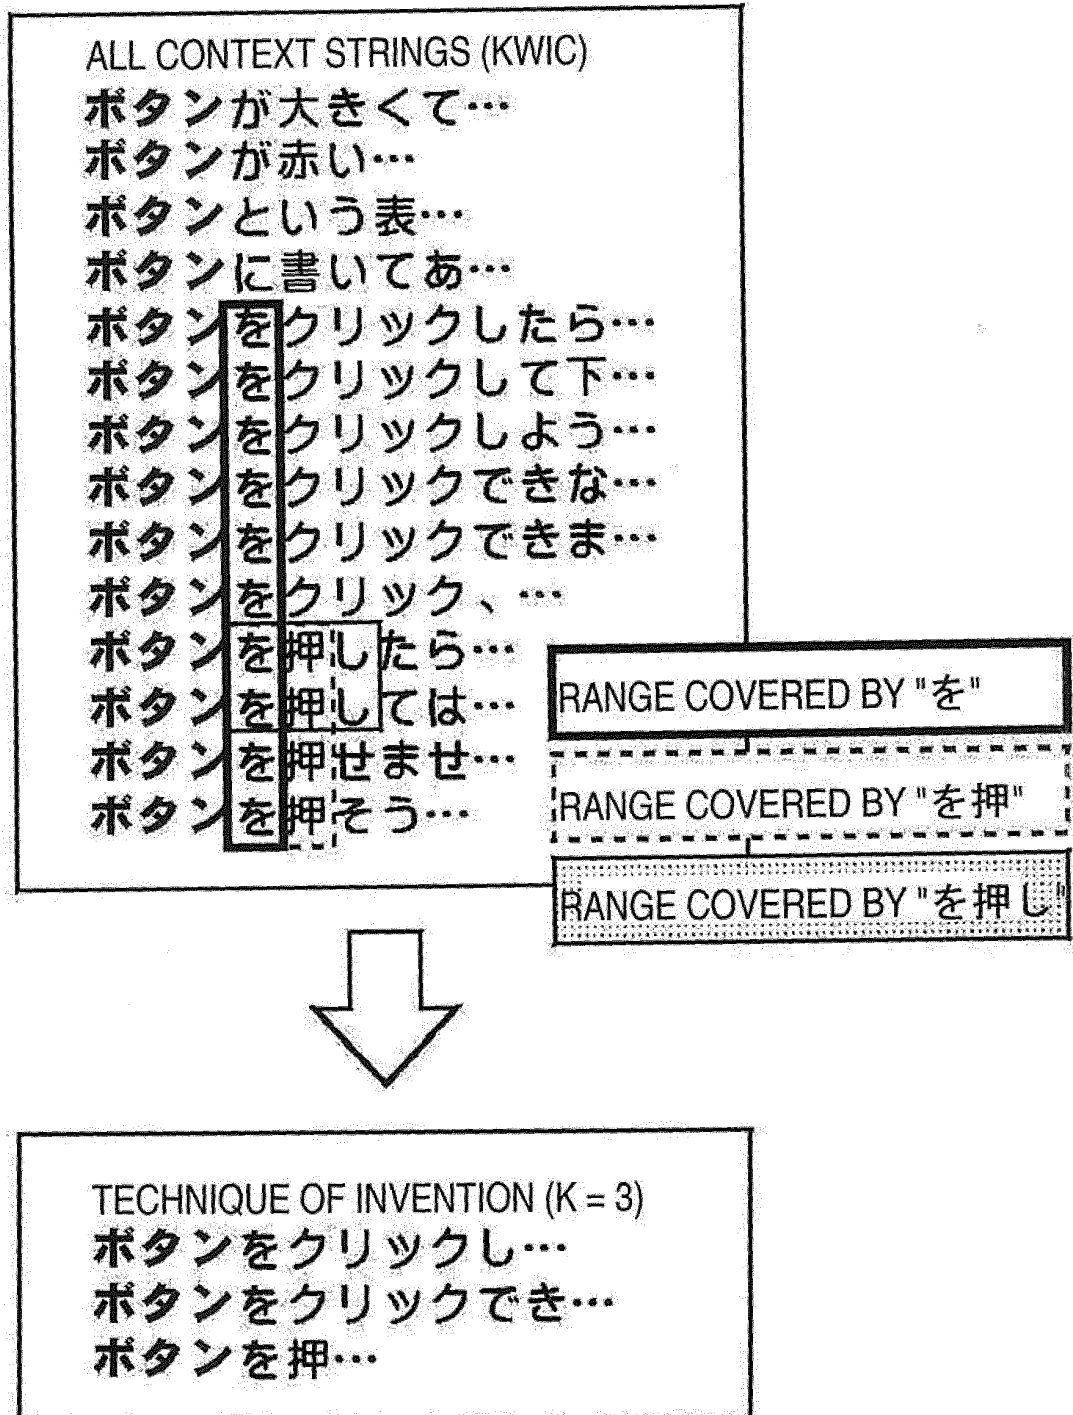 ALL CONTEXT STRINGS (KWIC)
ボタンが大きくて…
ボタンが赤い…
ボタンという表…
ボタンに書いてあ…
ボタンをクリックしたら…
ボタンをクリックして下…
ボタンをクリックしよう…
ボタンをクリックできな…
ボタンをクリックできま…
ボタンをクリック、…
ボタンを押したら…
ボタンを押しては…
ボタンを押せませ…
ボタンを押そう…
RANGE COVERED BY "を"
RANGE COVERED BY "を押"
RANGE COVERED BY "を押し"
TECHNIQUE OF INVENTION (K = 3)
ボタンをクリックし…
ボタンをクリックでき…
ボタンを押…